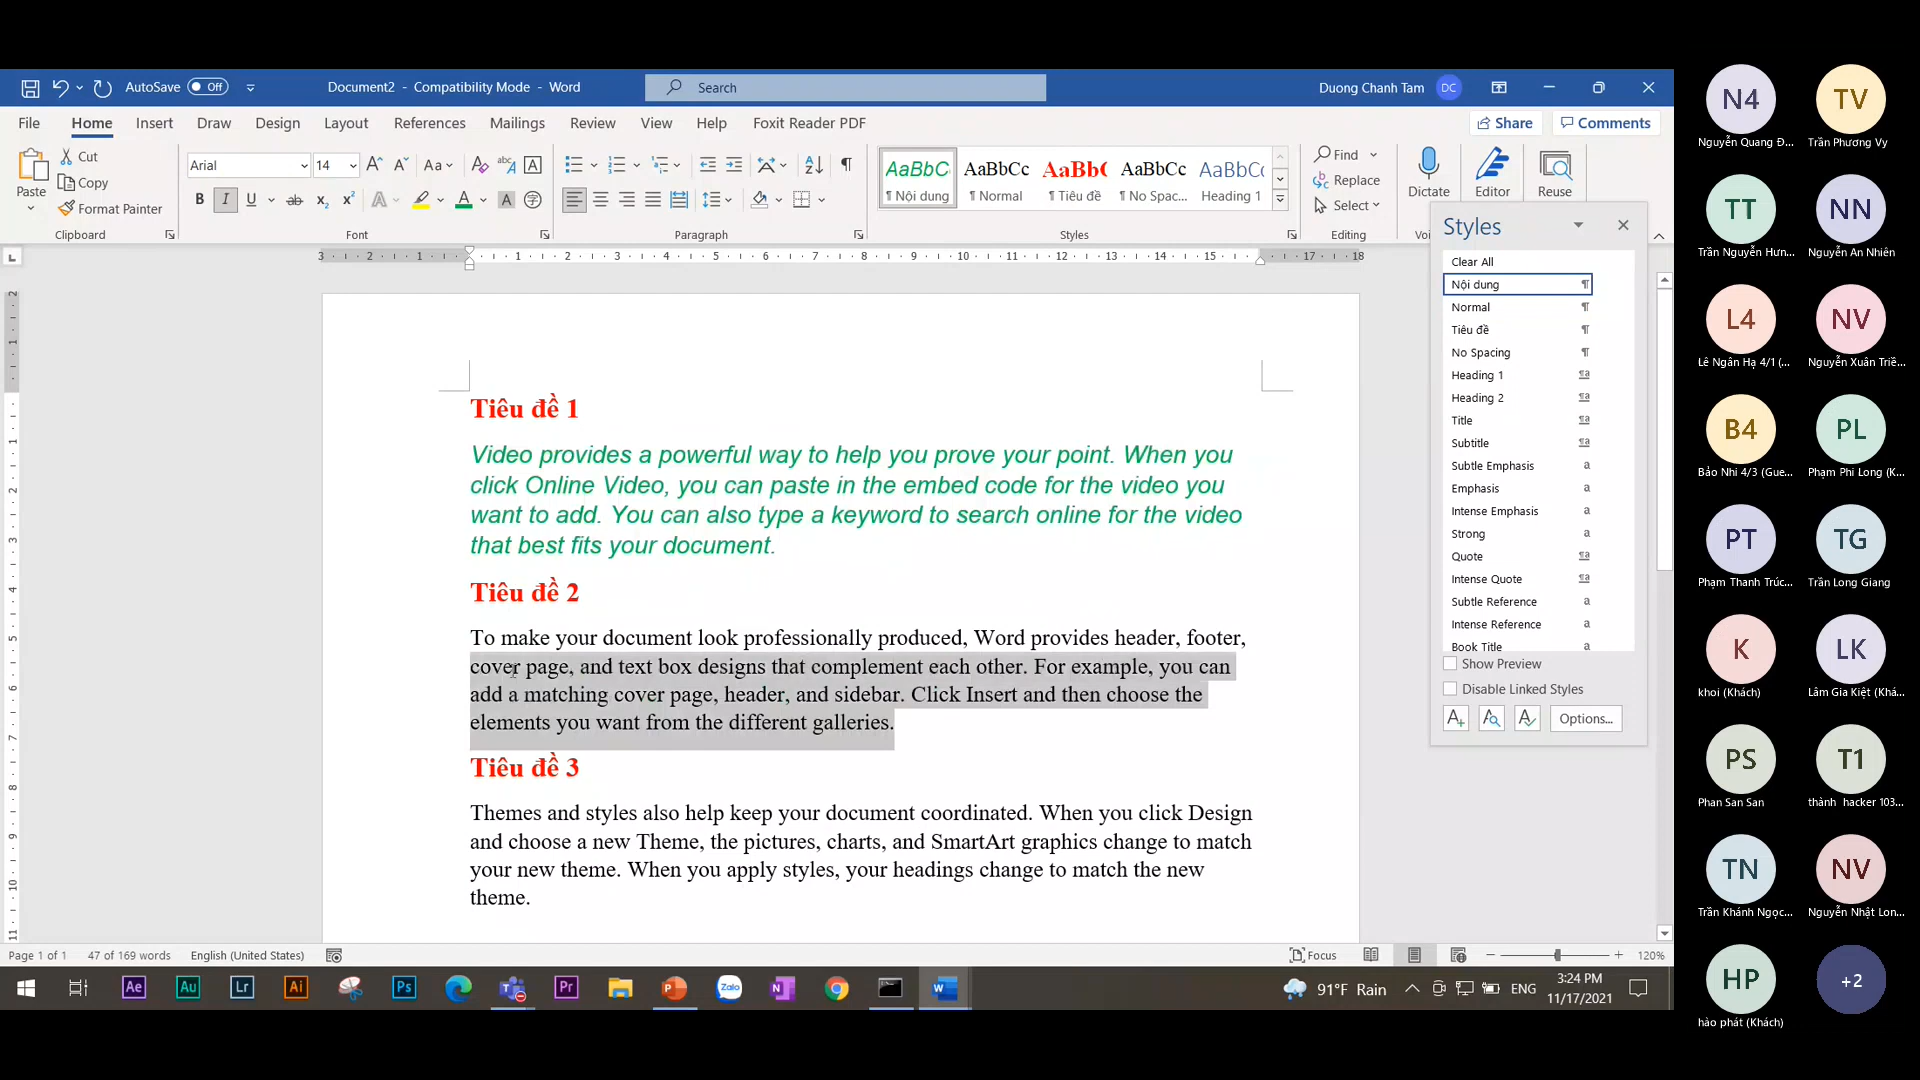 AutoSave Off
Document2 - Compatibility Mode - Word
Search
Duong Chanh Tam DC
File Home Insert Draw Design Layout References Mailings Review View Help Foxit Reader PDF
Share Comments
Paste
Cut
Copy
Format Painter
Clipboard
Arial 14
Font
Paragraph
AaBbC AaBbCc AaBb( AaBbCc AaBbCc
¶ Nội dung ¶ Normal ¶ Tiêu đề ¶ No Spac... Heading 1
Styles
Find
Replace
Select
Editing
Dictate
Editor
Reuse
Styles
Clear All
Nội dung
Normal
Tiêu đề
No Spacing
Heading 1
Heading 2
Title
Subtitle
Subtle Emphasis
Emphasis
Intense Emphasis
Strong
Quote
Intense Quote
Subtle Reference
Intense Reference
Book Title
Show Preview
Disable Linked Styles
Options...
Tiêu đề 1
Video provides a powerful way to help you prove your point. When you
click Online Video, you can paste in the embed code for the video you
want to add. You can also type a keyword to search online for the video
that best fits your document.
Tiêu đề 2
To make your document look professionally produced, Word provides header, footer,
cover page, and text box designs that complement each other. For example, you can
add a matching cover page, header, and sidebar. Click Insert and then choose the
elements you want from the different galleries.
Tiêu đề 3
Themes and styles also help keep your document coordinated. When you click Design
and choose a new Theme, the pictures, charts, and SmartArt graphics change to match
your new theme. When you apply styles, your headings change to match the new
theme.
Page 1 of 1 47 of 169 words English (United States)
Focus
120%
91°F Rain
ENG
3:24 PM
11/17/2021
N4 TV
Nguyễn Quang Đ... Trần Phương Vy
TT NN
Trần Nguyễn Hưn... Nguyễn An Nhiên
L4 NV
Lê Ngân Hạ 4/1 (... Nguyễn Xuân Triề...
B4 PL
Bảo Nhi 4/3 (Gue... Phạm Phi Long (K...
PT TG
Phạm Thanh Trúc... Trần Long Giang
K LK
khoi (Khách) Lâm Gia Kiệt (Khá...
PS T1
Phan San San thành hacker 103...
TN NV
Trần Khánh Ngọc... Nguyễn Nhật Lon...
HP +2
hào phát (Khách)